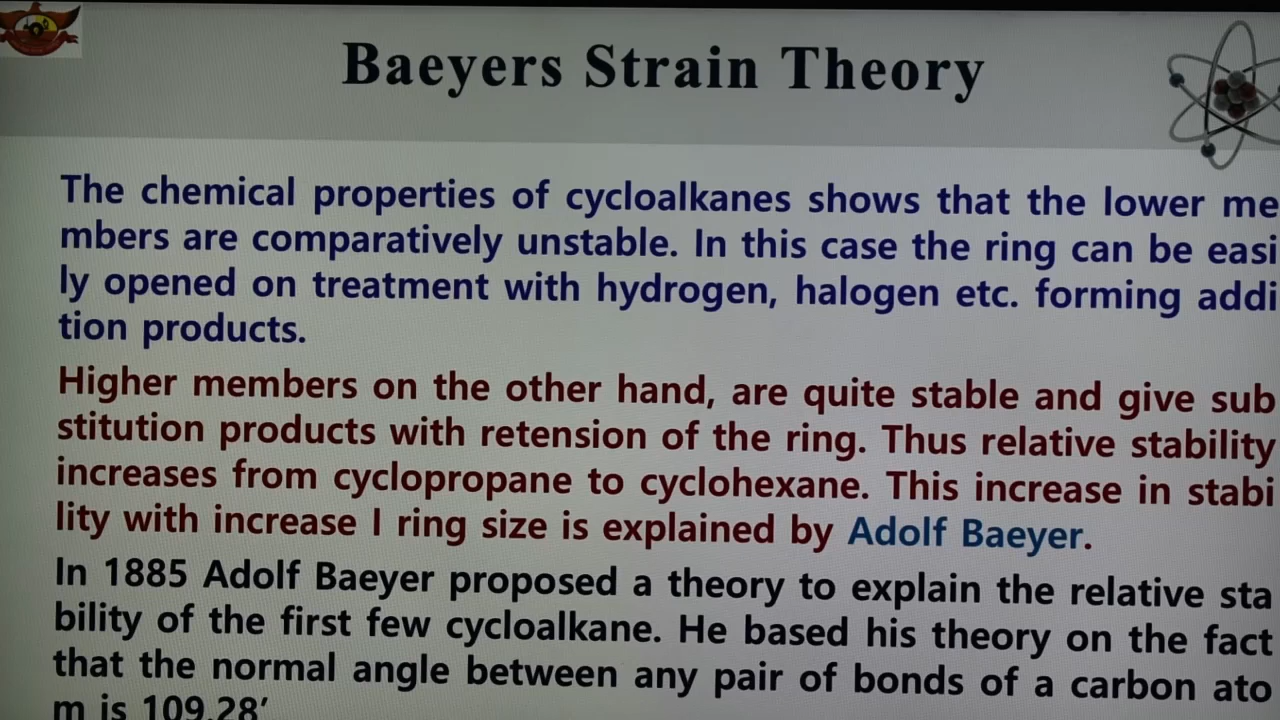 Baeyers Strain Theory
The chemical properties of cycloalkanes shows that the lower me
mbers are comparatively unstable. In this case the ring can be easi
ly opened on treatment with hydrogen, halogen etc. forming addi
tion products.
Higher members on the other hand, are quite stable and give sub
stitution products with retension of the ring. Thus relative stability
increases from cyclopropane to cyclohexane. This increase in stabi
lity with increase I ring size is explained by Adolf Baeyer.
In 1885 Adolf Baeyer proposed a theory to explain the relative sta
bility of the first few cycloalkane. He based his theory on the fact
that the normal angle between any pair of bonds of a carbon ato
m is 109.28′